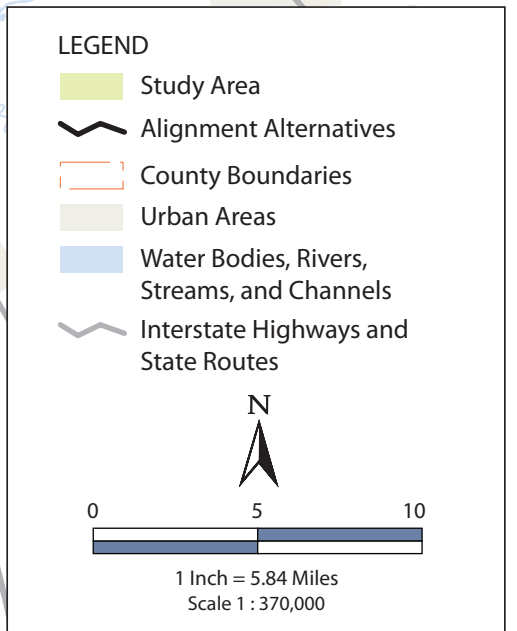 LEGEND
Study Area
Alignment Alternatives
County Boundaries
Urban Areas
Water Bodies, Rivers,
Streams, and Channels
Interstate Highways and
State Routes
N
0 5 10
1 Inch = 5.84 Miles
Scale 1 : 370,000